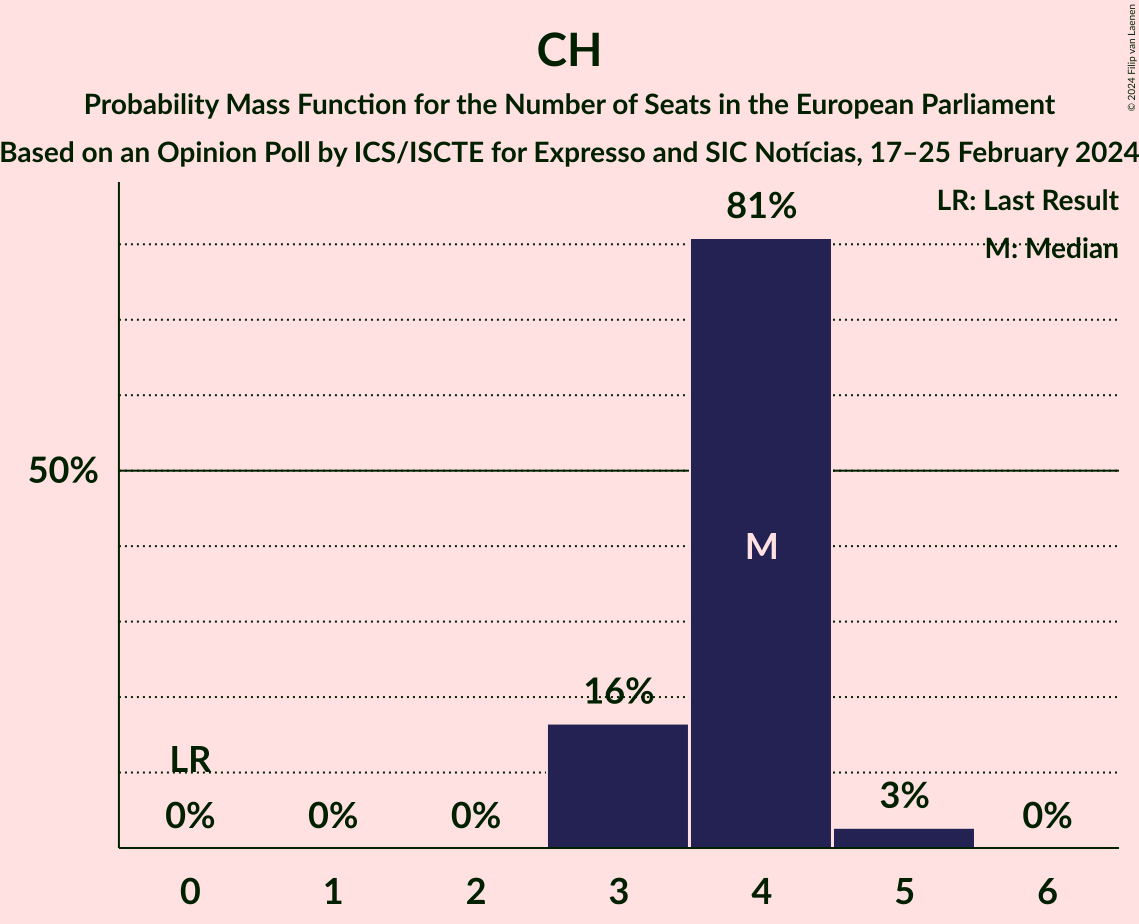 CH
Probability Mass Function for the Number of Seats in the European Parliament
Based on an Opinion Poll by ICS/ISCTE for Expresso and SIC Notícias, 17–25 February 2024
© 2024 Filip van Laenen
LR: Last Result
M: Median
81%
50%
M
16%
LR
3%
0%
0%
0%
0%
0
1
2
3
4
5
6